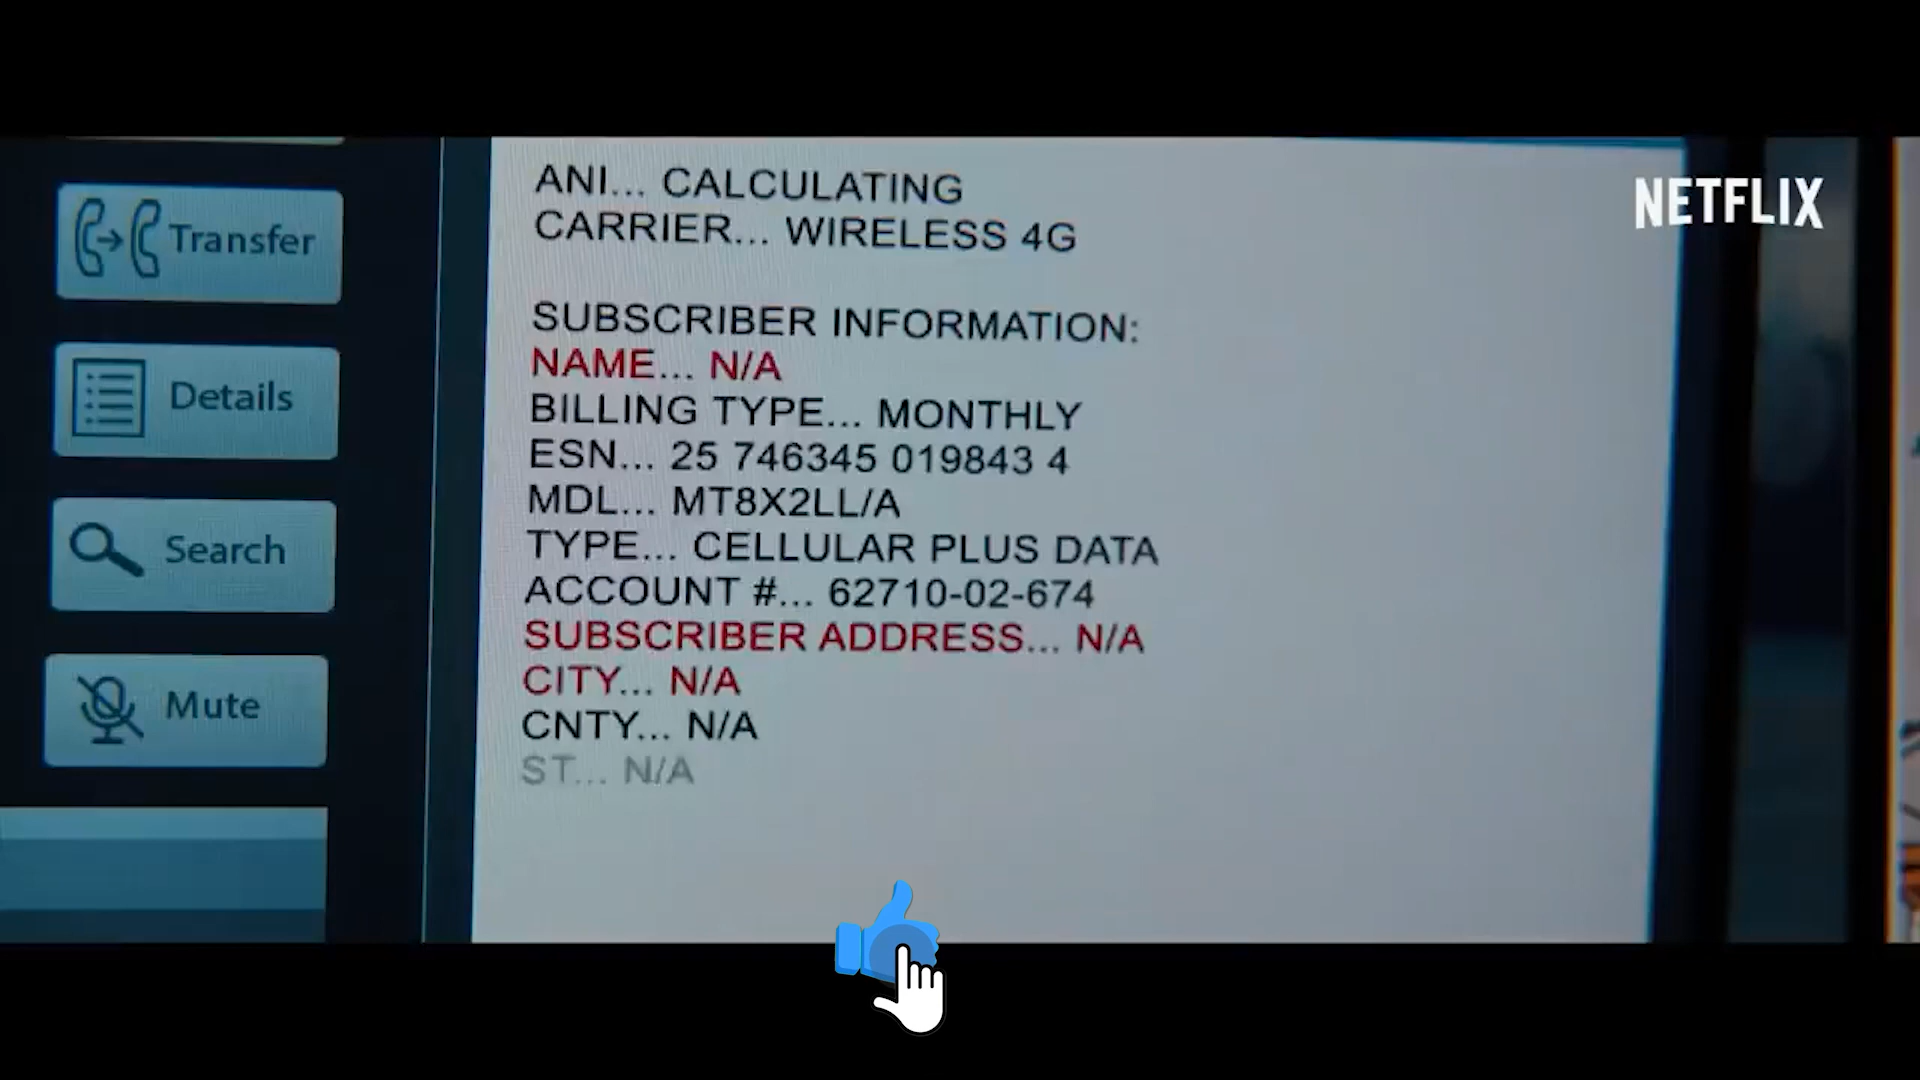 Transfer
Details
Search
Mute
ANI... CALCULATING
CARRIER... WIRELESS 4G
SUBSCRIBER INFORMATION:
NAME... N/A
BILLING TYPE... MONTHLY
ESN... 25 746345 019843 4
MDL... MT8X2LL/A
TYPE... CELLULAR PLUS DATA
ACCOUNT #... 62710-02-674
SUBSCRIBER ADDRESS... N/A
CITY... N/A
CNTY... N/A
ST... N/A
NETFLIX